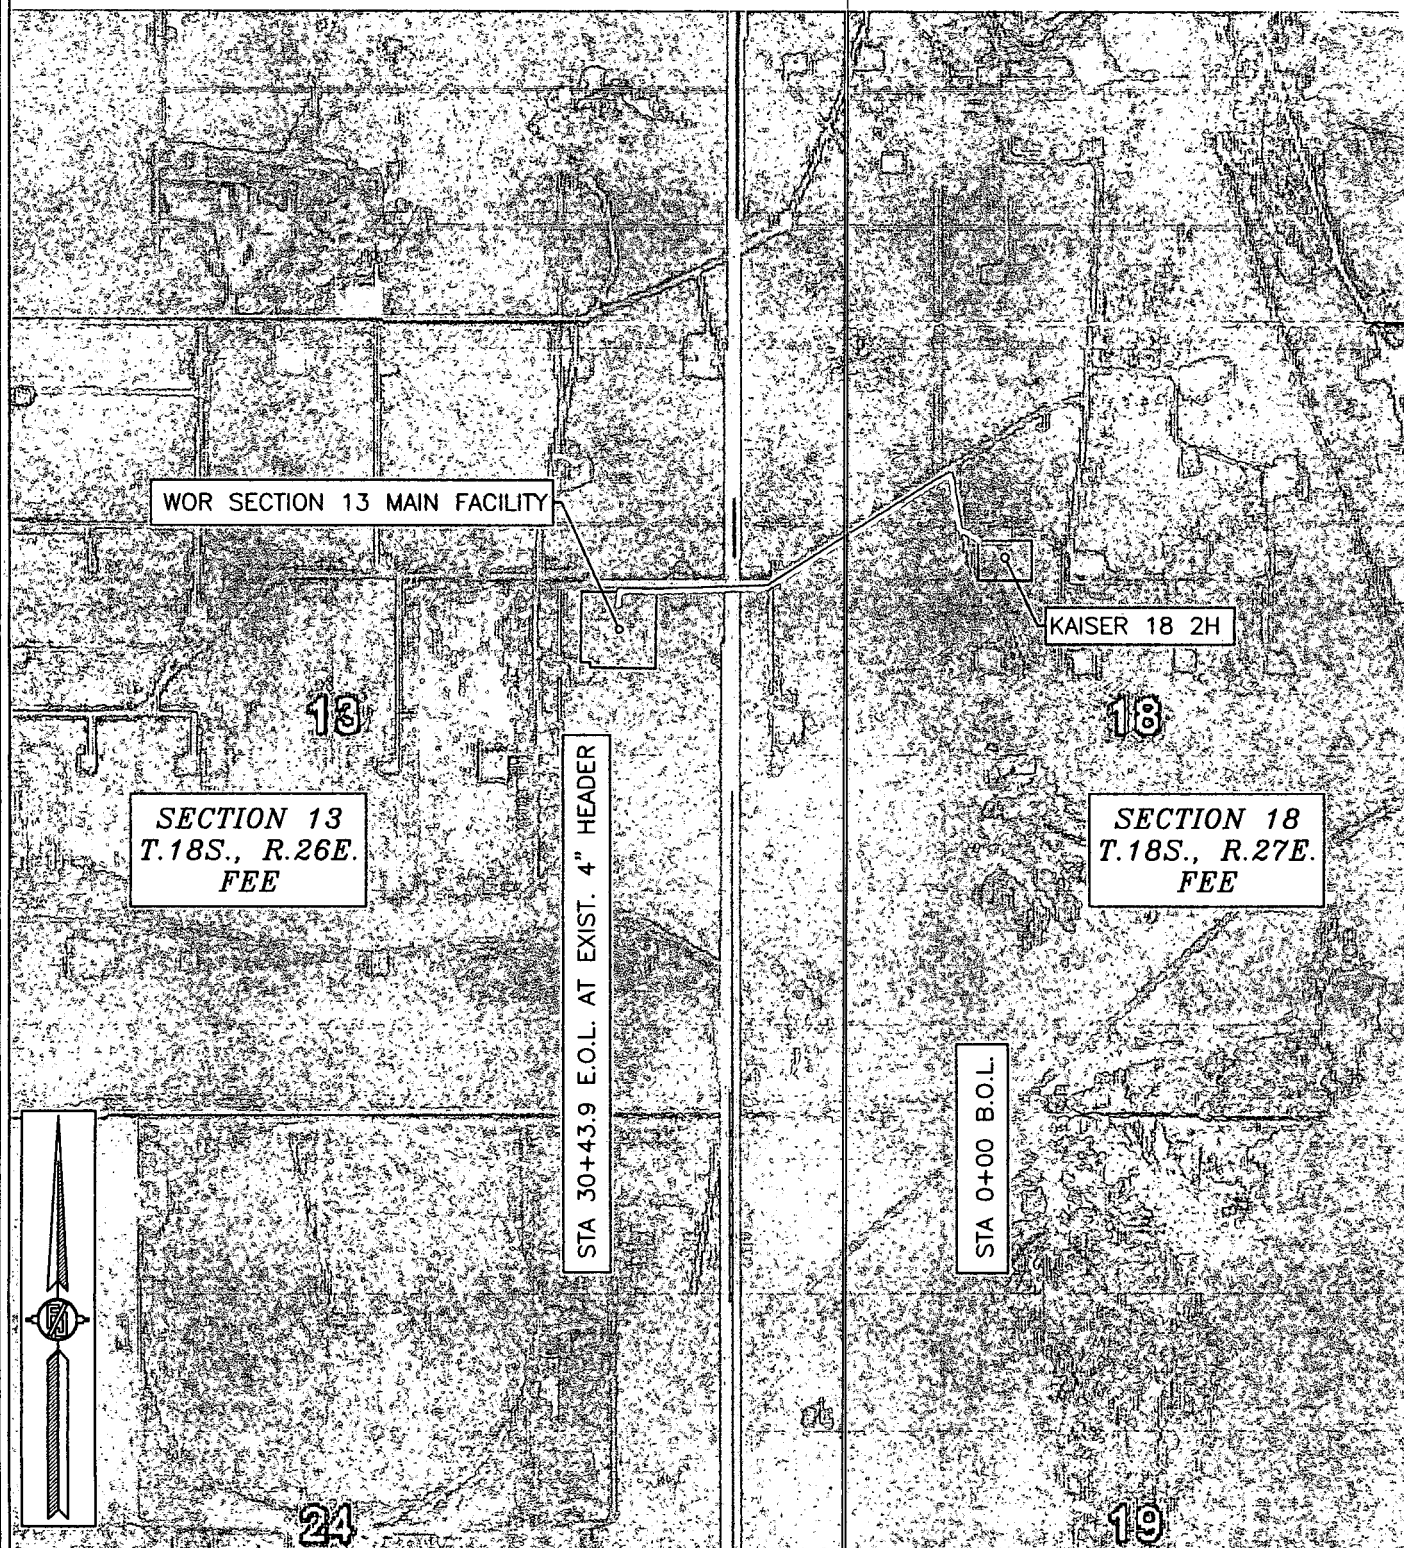 WOR SECTION 13 MAIN FACILITY
KAISER 18 2H
13
18
SECTION 13
T.18S., R.26E.
FEE
SECTION 18
T.18S., R.27E.
FEE
STA 30+43.9 E.O.L. AT EXIST. 4" HEADER
STA 0+00 B.O.L.
24
19